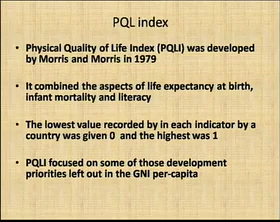 PQL index
• Physical Quality of Life Index (PQLI) was developed
by Morris and Morris in 1979
• It combined the aspects of life expectancy at birth,
infant mortality and literacy
• The lowest value recorded by in each indicator by a
country was given 0 and the highest was 1
• PQLI focused on some of those development
priorities left out in the GNI per-capita